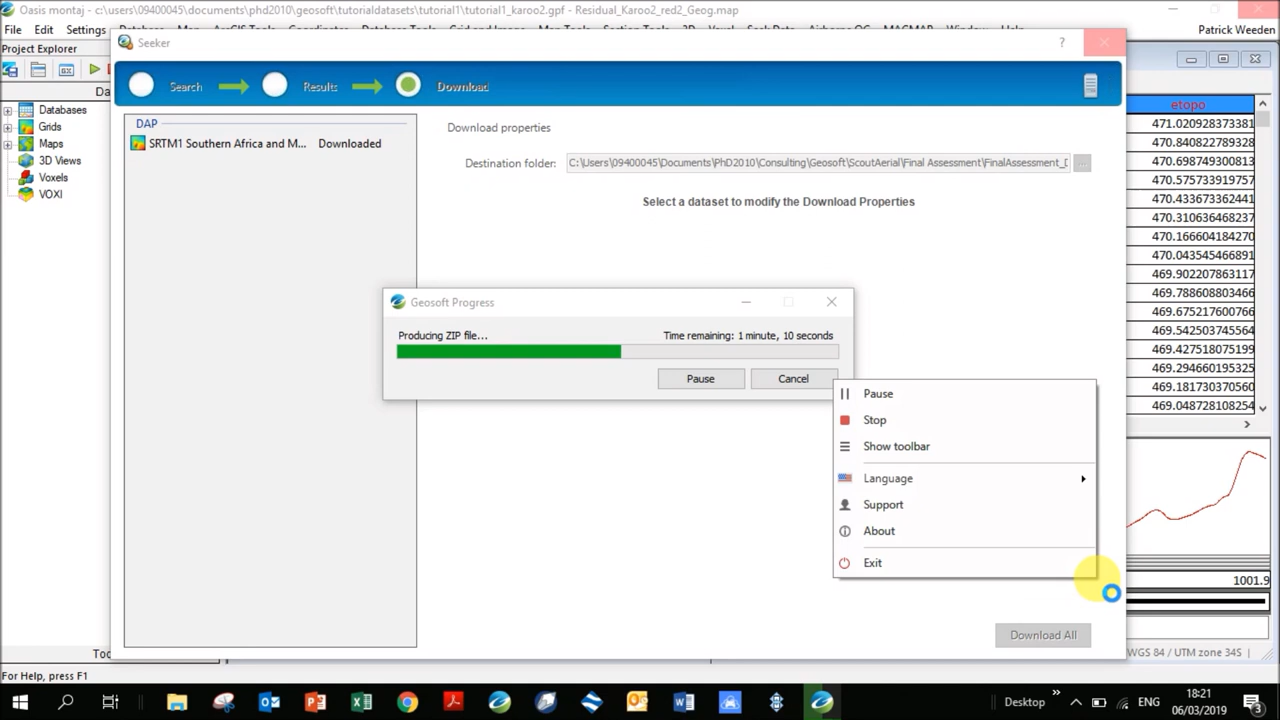 Oasis montaj - c:\users\09400045\documents\phd2010\geosoft\tutorialdatasets\tutorial1\tutorial1_karoo2.gpf - Residual_Karoo2_red2_Geog.map
File Edit Settings
Patrick Weeden
Project Explorer
Seeker
?
Search Results Download
Da
Databases
Grids
Maps
3D Views
Voxels
VOXI
DAP
SRTM1 Southern Africa and M... Downloaded
Download properties
Destination folder: C:\Users\09400045\Documents\PhD2010\Consulting\Geosoft\ScoutAerial\Final Assessment\FinalAssessment_
...
Select a dataset to modify the Download Properties
etopo
471.020928373381
470.840822789328
470.698749300813
470.575733919757
470.433673362441
470.310636468237
470.166604184270
470.043545466891
469.902207863117
469.788608803466
469.675217600766
469.542503745564
469.427518075199
469.294660195325
469.181730370560
469.048728108254
Geosoft Progress
Producing ZIP file... Time remaining: 1 minute, 10 seconds
Pause Cancel
Pause
Stop
Show toolbar
Language
Support
About
Exit
1001.9
Download All
Too
WGS 84 / UTM zone 34S
For Help, press F1
Desktop
ENG
18:21
06/03/2019
3